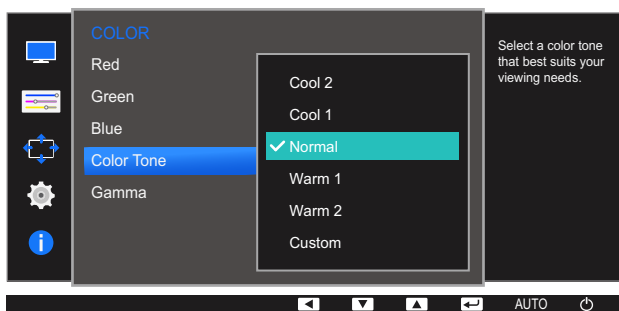 COLOR
Red
Green
Blue
Color Tone
Gamma
Cool 2
Cool 1
Normal
Warm 1
Warm 2
Custom
Select a color tone
that best suits your
viewing needs.
AUTO